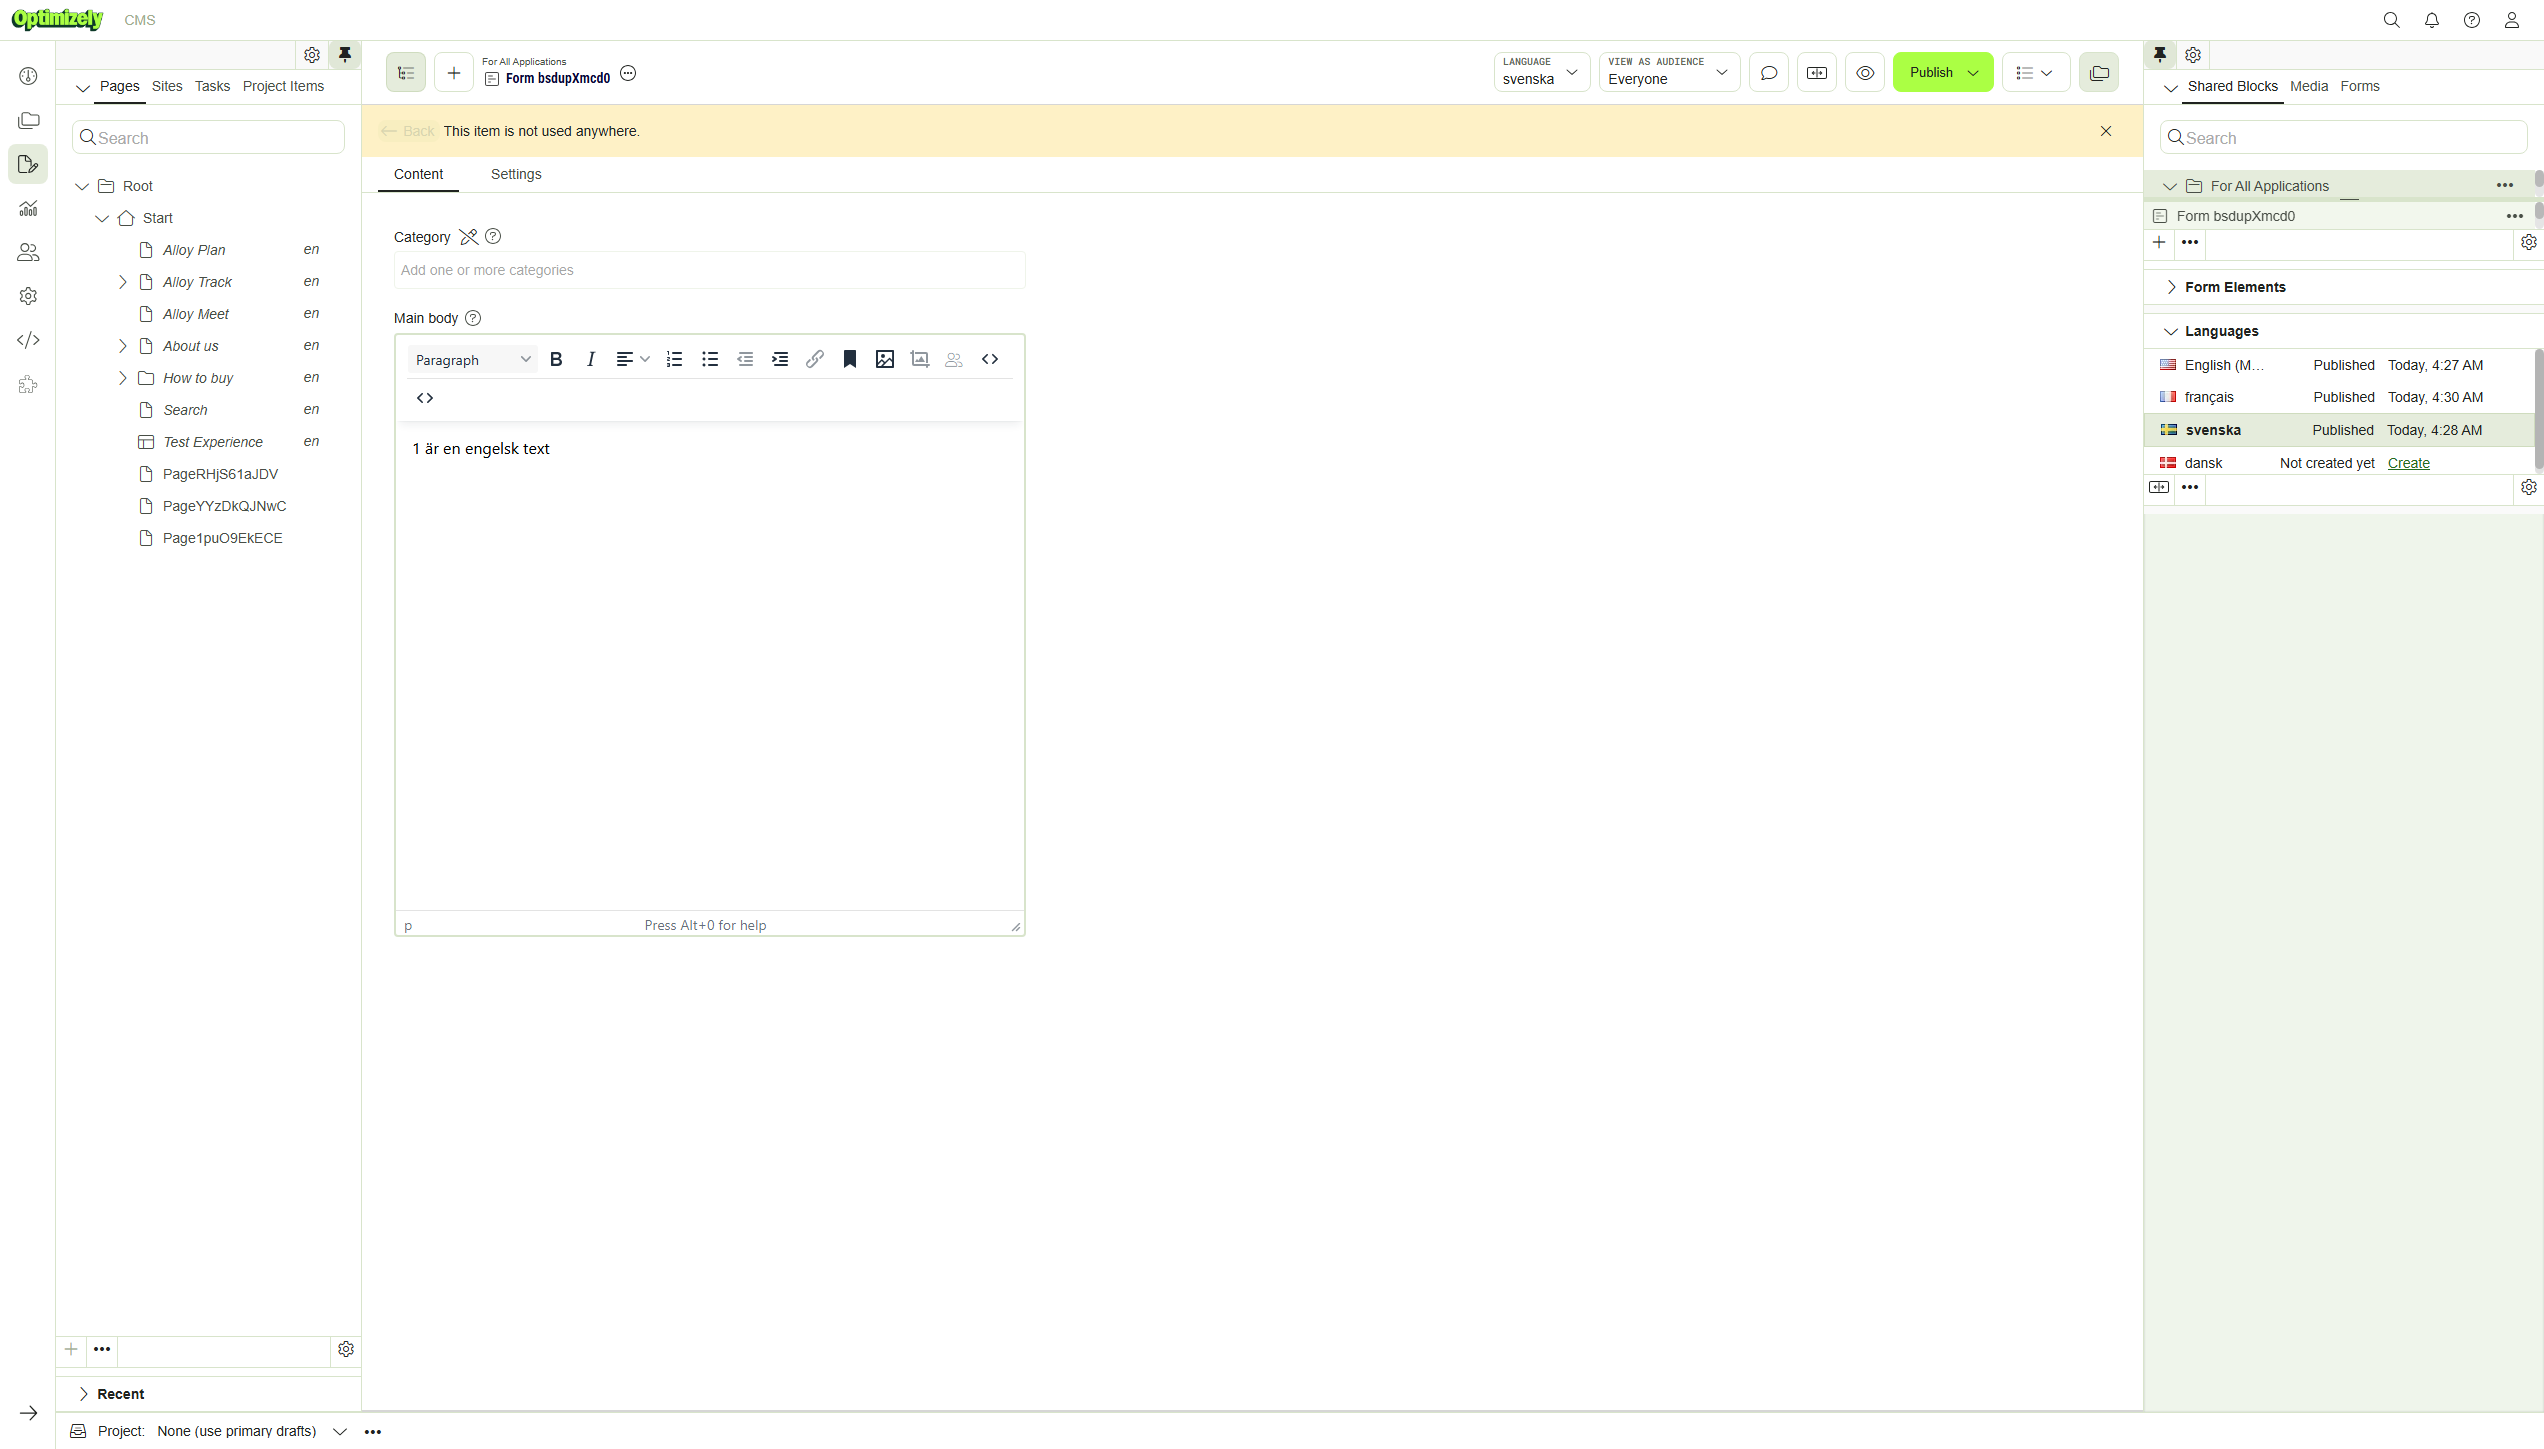 Optimizely CMS
Pages Sites Tasks Project Items
Search
Root
Start
Alloy Plan en
Alloy Track en
Alloy Meet en
About us en
How to buy en
Search en
Test Experience en
PageRHjS61aJDV
PageYYzDkQJNwC
Page1puO9EkECE
Recent
Project: None (use primary drafts)
For All Applications
Form bsdupXmcd0
LANGUAGE
svenska
VIEW AS AUDIENCE
Everyone
Publish
Back This item is not used anywhere.
Content Settings
Category
Add one or more categories
Main body
Paragraph
1 är en engelsk text
p Press Alt+0 for help
Shared Blocks Media Forms
Search
For All Applications
Form bsdupXmcd0
Form Elements
Languages
English (M... Published Today, 4:27 AM
français Published Today, 4:30 AM
svenska Published Today, 4:28 AM
dansk Not created yet Create